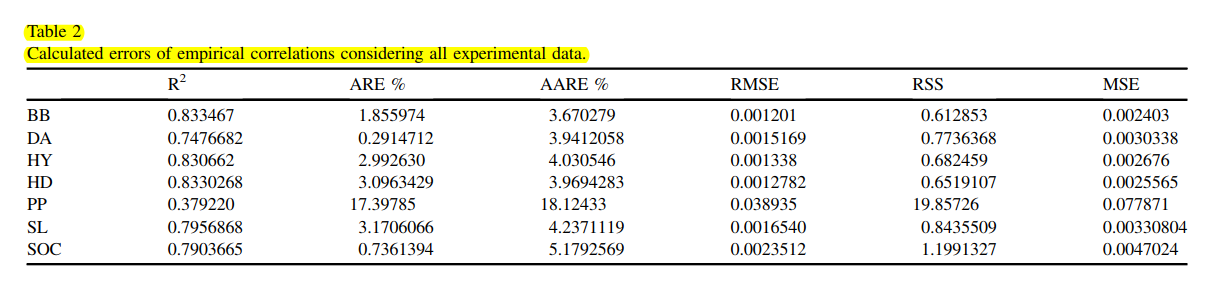 Table 2
Calculated errors of empirical correlations considering all experimental data.
R² ARE % AARE % RMSE RSS MSE
BB 0.833467 1.855974 3.670279 0.001201 0.612853 0.002403
DA 0.7476682 0.2914712 3.9412058 0.0015169 0.7736368 0.0030338
HY 0.830662 2.992630 4.030546 0.001338 0.682459 0.002676
HD 0.8330268 3.0963429 3.9694283 0.0012782 0.6519107 0.0025565
PP 0.379220 17.39785 18.12433 0.038935 19.85726 0.077871
SL 0.7956868 3.1706066 4.2371119 0.0016540 0.8435509 0.00330804
SOC 0.7903665 0.7361394 5.1792569 0.0023512 1.1991327 0.0047024